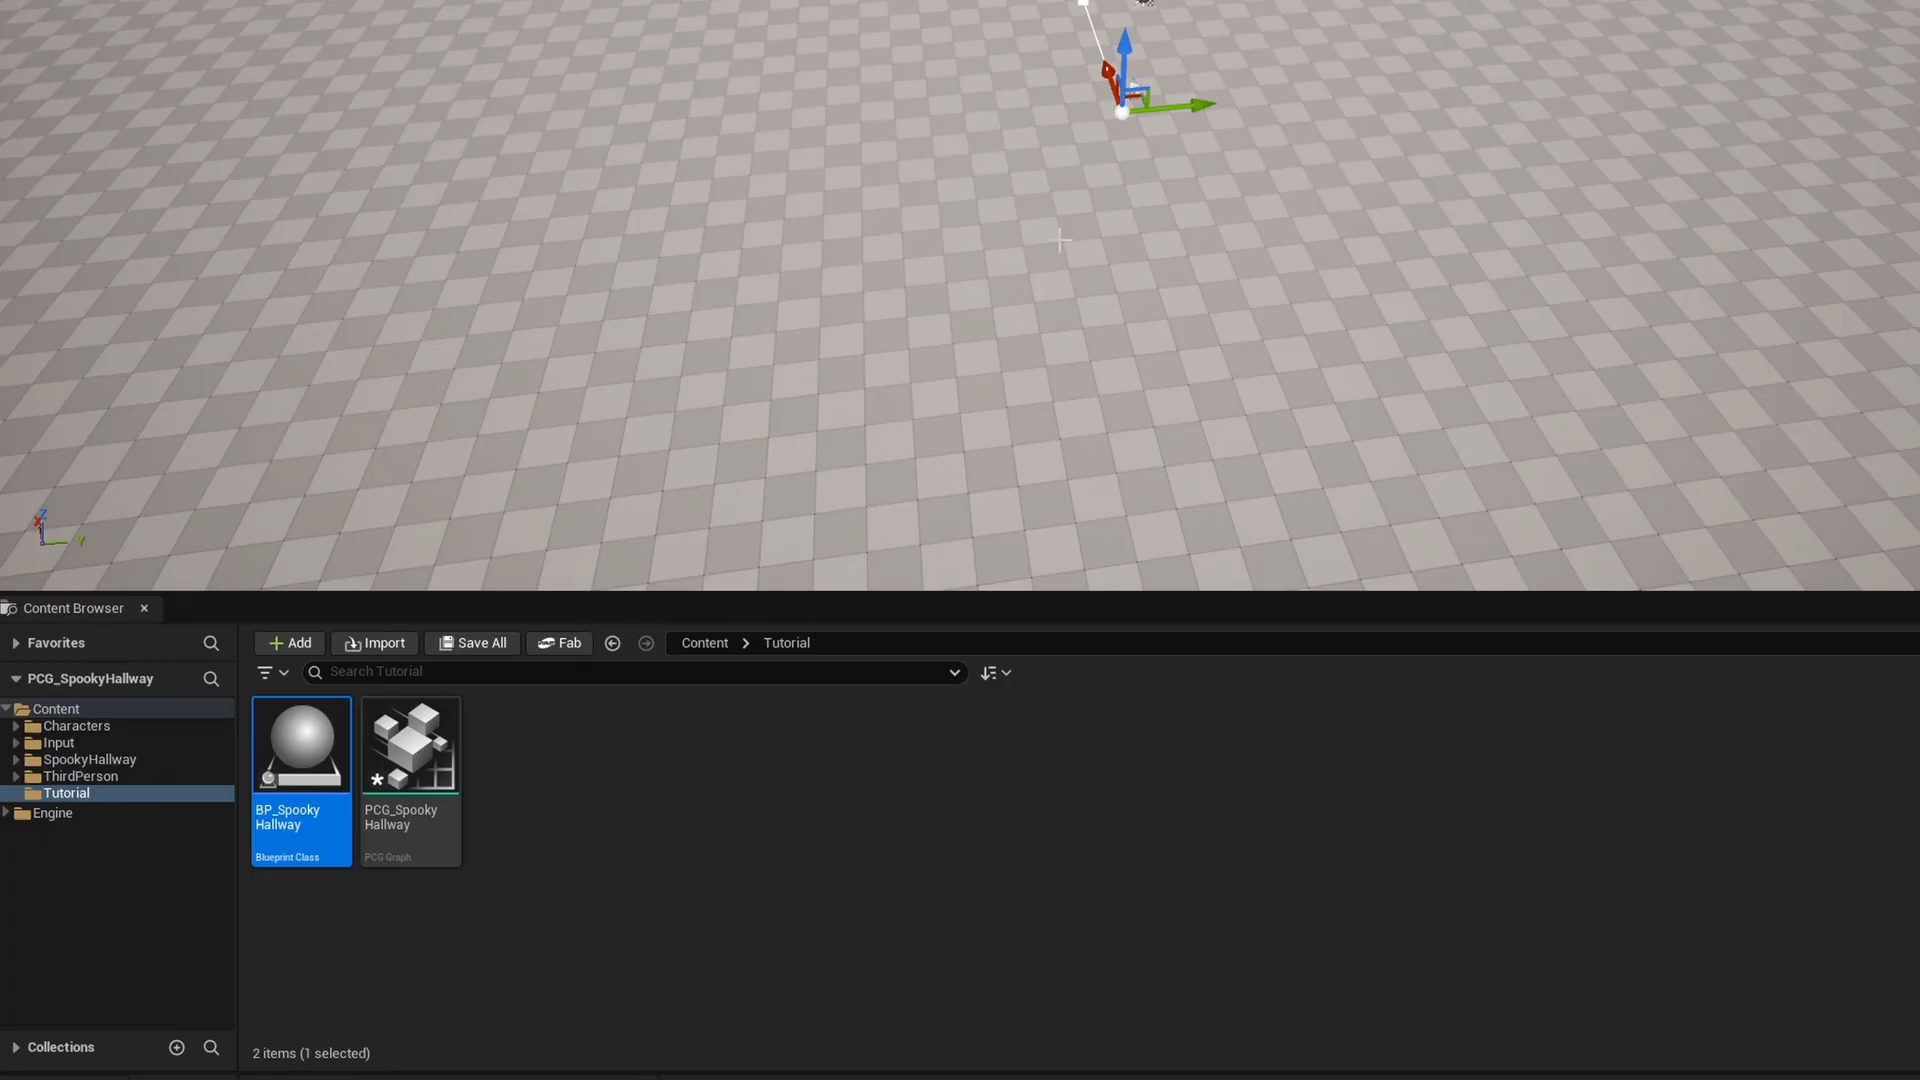 Z
X
Y
Content Browser
Favorites
Add
Import
Save All
Fab
Content
Tutorial
PCG_SpookyHallway
Search Tutorial
Content
Characters
Input
SpookyHallway
ThirdPerson
Tutorial
Engine
BP_Spooky
Hallway
Blueprint Class
PCG_Spooky
Hallway
PCG Graph
Collections
2 items (1 selected)